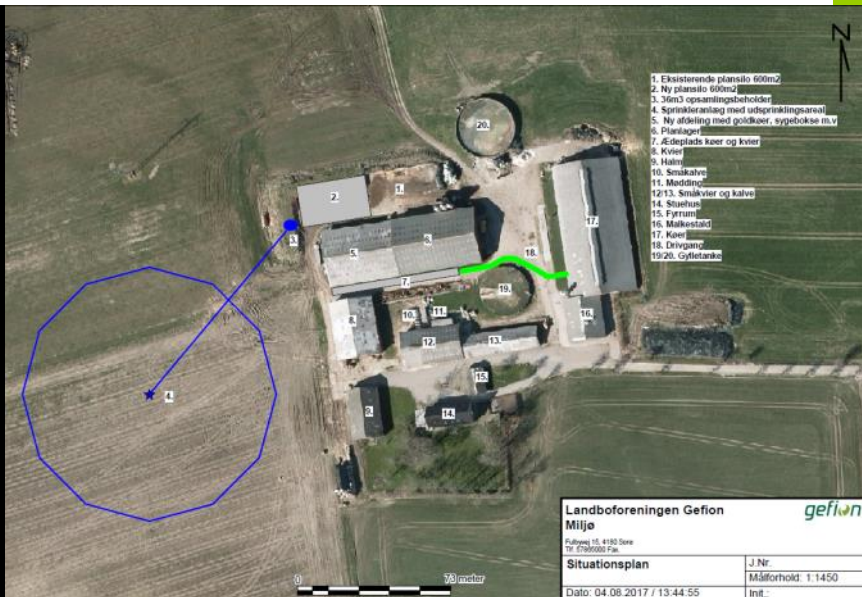 N
1. Eksisterende plansilo 600m2
2. Ny plansilo 600m2
3. 36m3 opsamlingsbeholder
4. Sprinkleranlæg med udsprinklingsareal
5. Ny afdeling med goldkøer, sygebokse m.v
6. Planlager
7. Ædeplads køer og kvier
8. Kvier
9. Halm
10. Småkalve
11. Mødding
12/13. Småkvier og kalve
14. Stuehus
15. Fyrrum
16. Malkestald
17. Køer
18. Drivgang
19/20. Gylletanke
20.
2.
1.
17.
3.
5.
6.
18.
7.
19.
8.
10.
11.
16.
12.
13.
15.
4.
9.
14.
0 73 meter
Landboforeningen Gefion
Miljø
gefion
4180 Sorø
Situationsplan
J.Nr.
Målforhold: 1:1450
Dato: 04.08.2017 / 13:44:55
Init.: